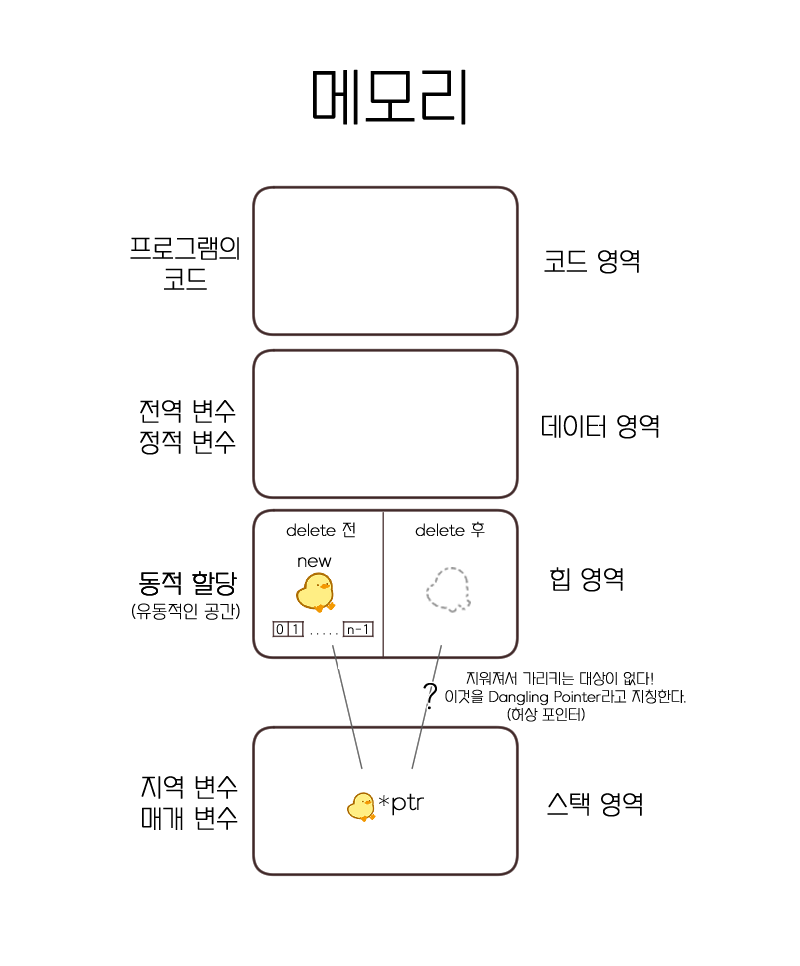 메모리
프로그램의
코드
코드 영역
전역 변수
정적 변수
데이터 영역
delete 전
new
0 1 ..... n-1
delete 후
동적 할당
(유동적인 공간)
힙 영역
?
지워져서 가리키는 대상이 없다!
이것을 Dangling Pointer라고 지칭한다.
(허상 포인터)
지역 변수
매개 변수
*ptr
스택 영역